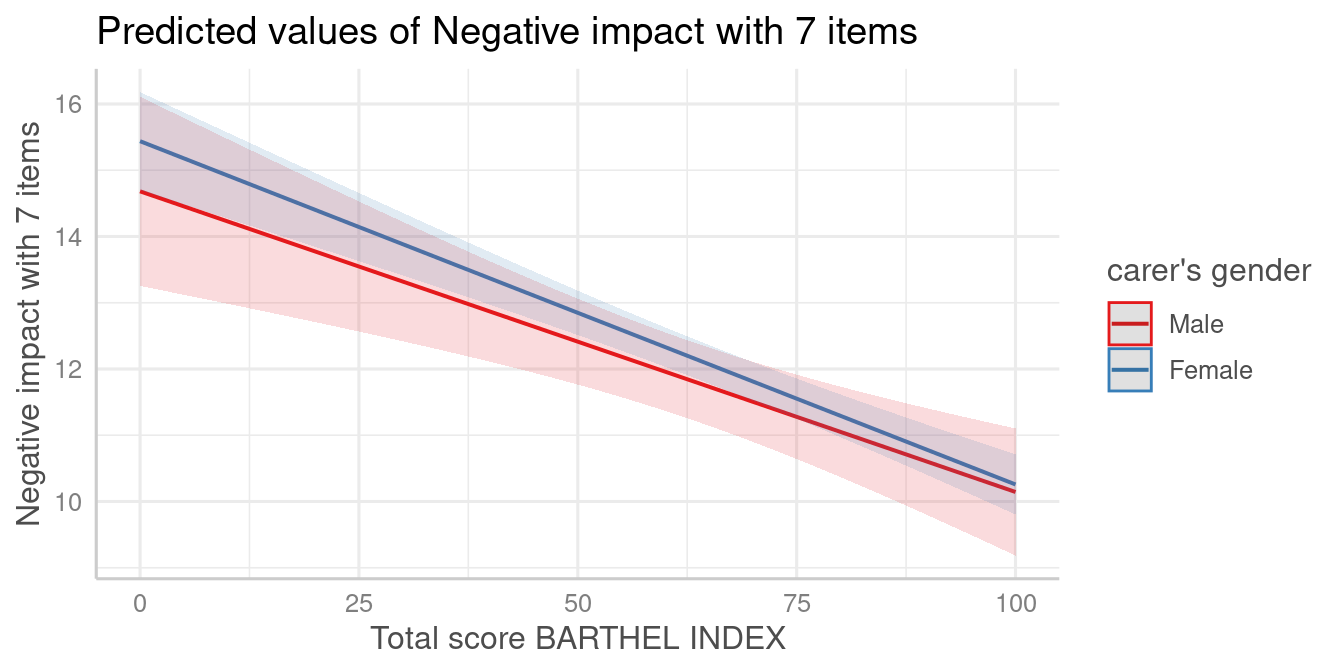 Predicted values of Negative impact with 7 items
Negative impact with 7 items
16
14
12
10
0 25 50 75 100
Total score BARTHEL INDEX
carer's gender
Male
Female